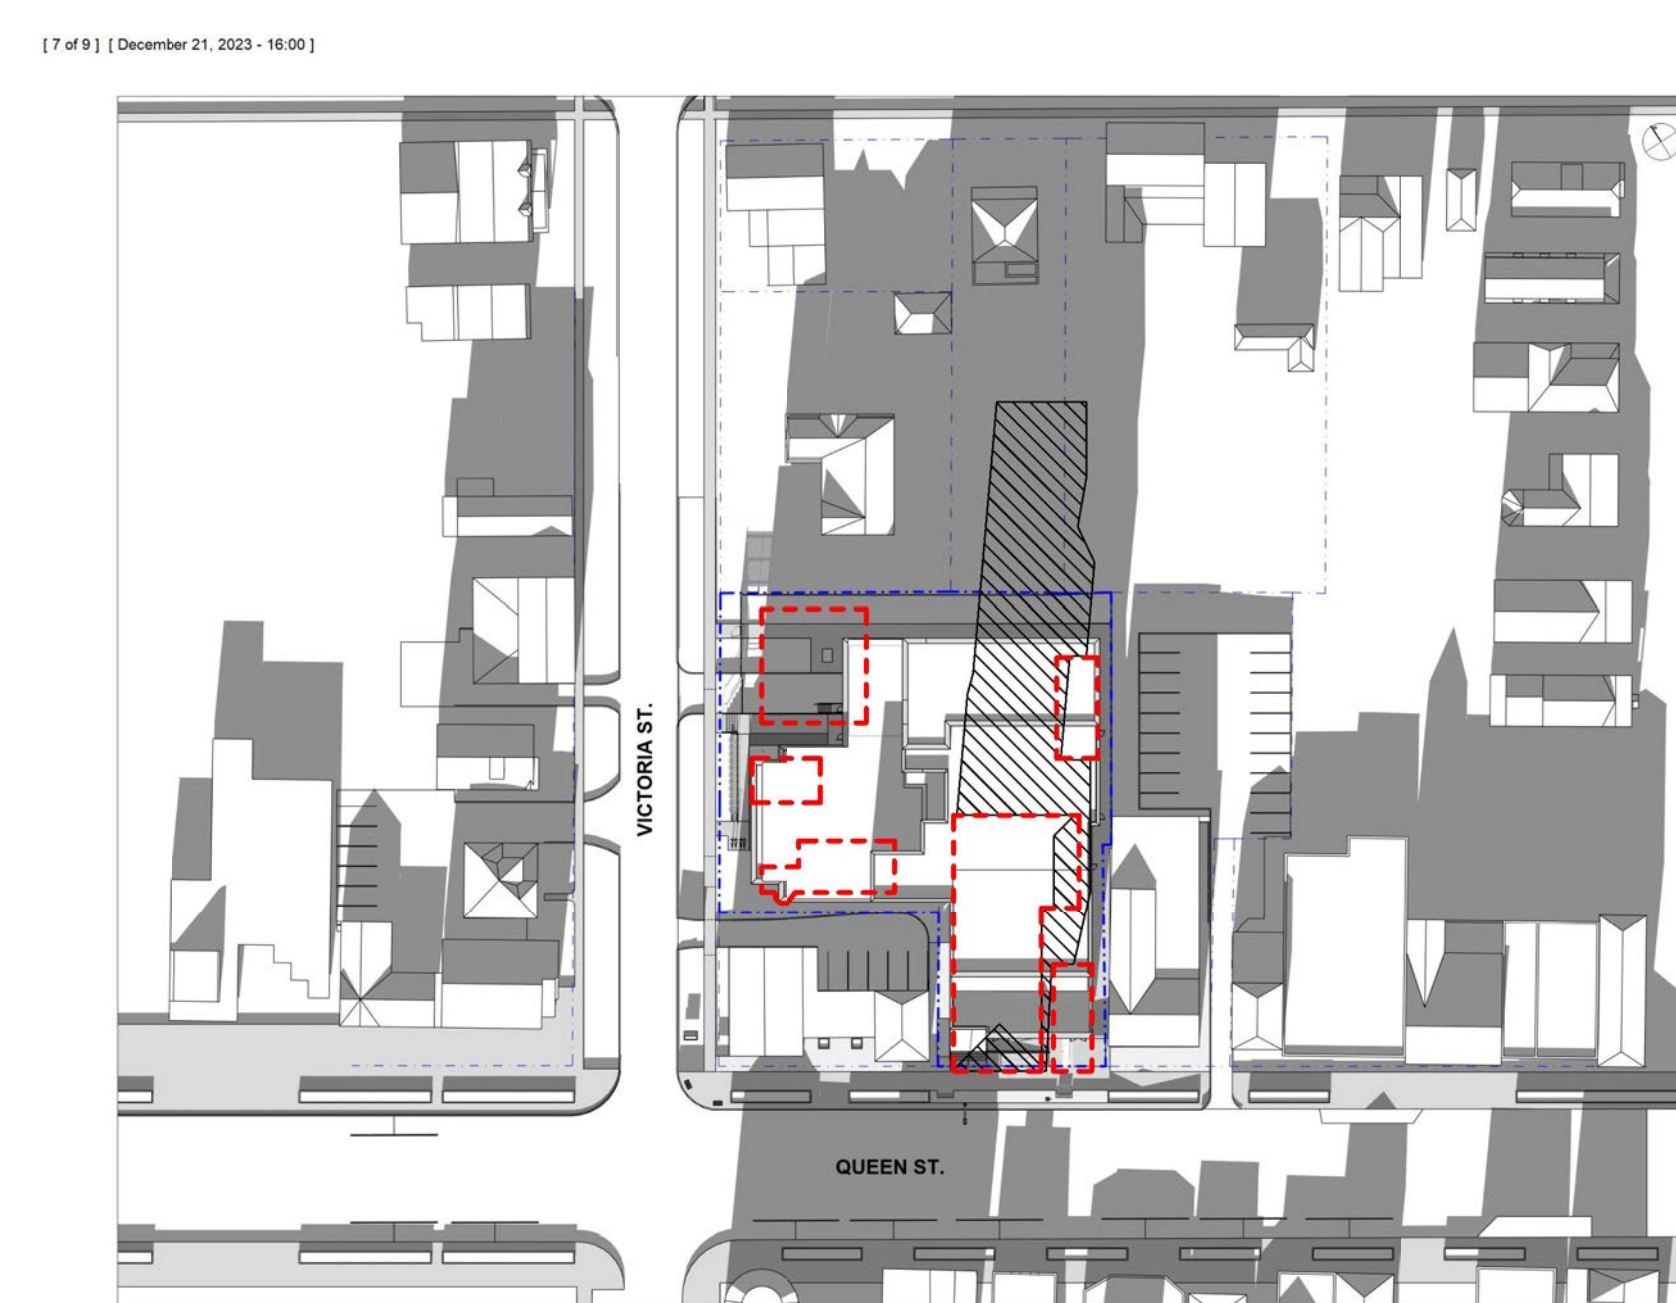 [ 7 of 9 ] [ December 21, 2023 - 16:00 ]
VICTORIA ST.
QUEEN ST.